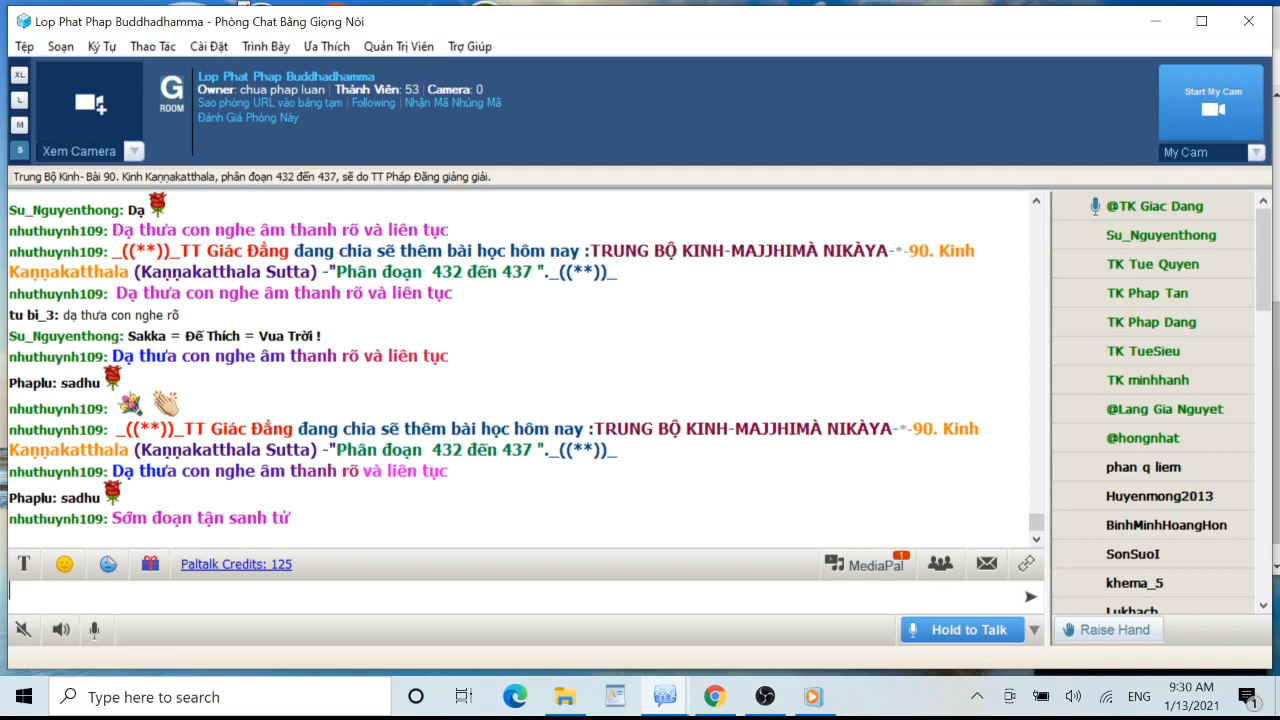 Lop Phat Phap Buddhadhamma - Phòng Chat Bằng Giọng Nói
Tệp Soạn Ký Tự Thao Tác Cài Đặt Trình Bày Ưa Thích Quản Trị Viên Trợ Giúp
XL
L
M
S
Xem Camera
G
ROOM
Lop Phat Phap Buddhadhamma
Owner: chua phap luan | Thành Viên: 53 | Camera: 0
Sao phỏng URL vào bảng tạm | Following | Nhận Mã Nhúng Mã
Đánh Giá Phòng Này
Start My Cam
My Cam
Trung Bộ Kinh- Bài 90. Kinh Kaṇṇakatthala, phân đoạn 432 đến 437, sẽ do TT Pháp Đăng giảng giải.
Su_Nguyenthong: Dạ
nhuthuynh109: Dạ thưa con nghe âm thanh rõ và liên tục
nhuthuynh109: _((**))_TT Giác Đẳng đang chia sẽ thêm bài học hôm nay :TRUNG BỘ KINH-MAJJHIMÀ NIKÀYA-*-90. Kinh
Kaṇṇakatthala (Kaṇṇakatthala Sutta) -"Phân đoạn 432 đến 437 "._((**))_
nhuthuynh109: Dạ thưa con nghe âm thanh rõ và liên tục
tu bi_3: dạ thưa con nghe rõ
Su_Nguyenthong: Sakka = Đế Thích = Vua Trời !
nhuthuynh109: Dạ thưa con nghe âm thanh rõ và liên tục
Phaplu: sadhu
nhuthuynh109:
nhuthuynh109: _((**))_TT Giác Đẳng đang chia sẽ thêm bài học hôm nay :TRUNG BỘ KINH-MAJJHIMÀ NIKÀYA-*-90. Kinh
Kaṇṇakatthala (Kaṇṇakatthala Sutta) -"Phân đoạn 432 đến 437 "._((**))_
nhuthuynh109: Dạ thưa con nghe âm thanh rõ và liên tục
Phaplu: sadhu
nhuthuynh109: Sớm đoạn tận sanh tử
@TK Giac Dang
Su_Nguyenthong
TK Tue Quyen
TK Phap Tan
TK Phap Dang
TK TueSieu
TK minhhanh
@Lang Gia Nguyet
@hongnhat
phan q liem
Huyenmong2013
BinhMinhHoangHon
SonSuoI
khema_5
Lukhach
T Paltalk Credits: 125 MediaPal 1
Hold to Talk
Raise Hand
Type here to search
ENG
9:30 AM
1/13/2021
1